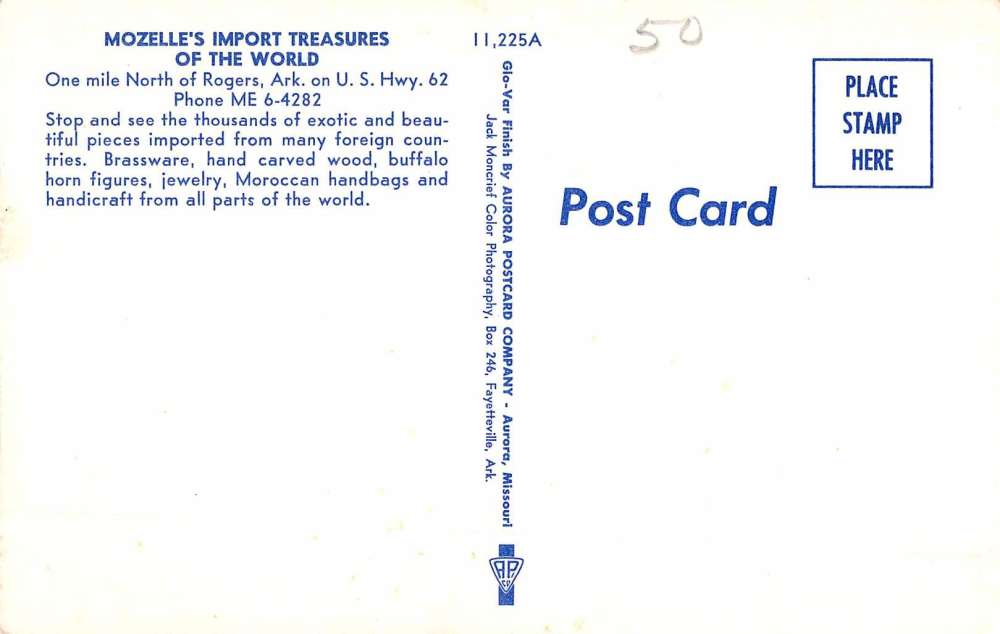 MOZELLE'S IMPORT TREASURES
OF THE WORLD
One mile North of Rogers, Ark. on U. S. Hwy. 62
Phone ME 6-4282
Stop and see the thousands of exotic and beau-
tiful pieces imported from many foreign coun-
tries. Brassware, hand carved wood, buffalo
horn figures, jewelry, Moroccan handbags and
handicraft from all parts of the world.
11,225A
Glo-Var Finish By AURORA POSTCARD COMPANY - Aurora, Missouri
Jack Moncrief Color Photography, Box 246, Fayetteville, Ark.
APC
CO
50
PLACE
STAMP
HERE
Post Card